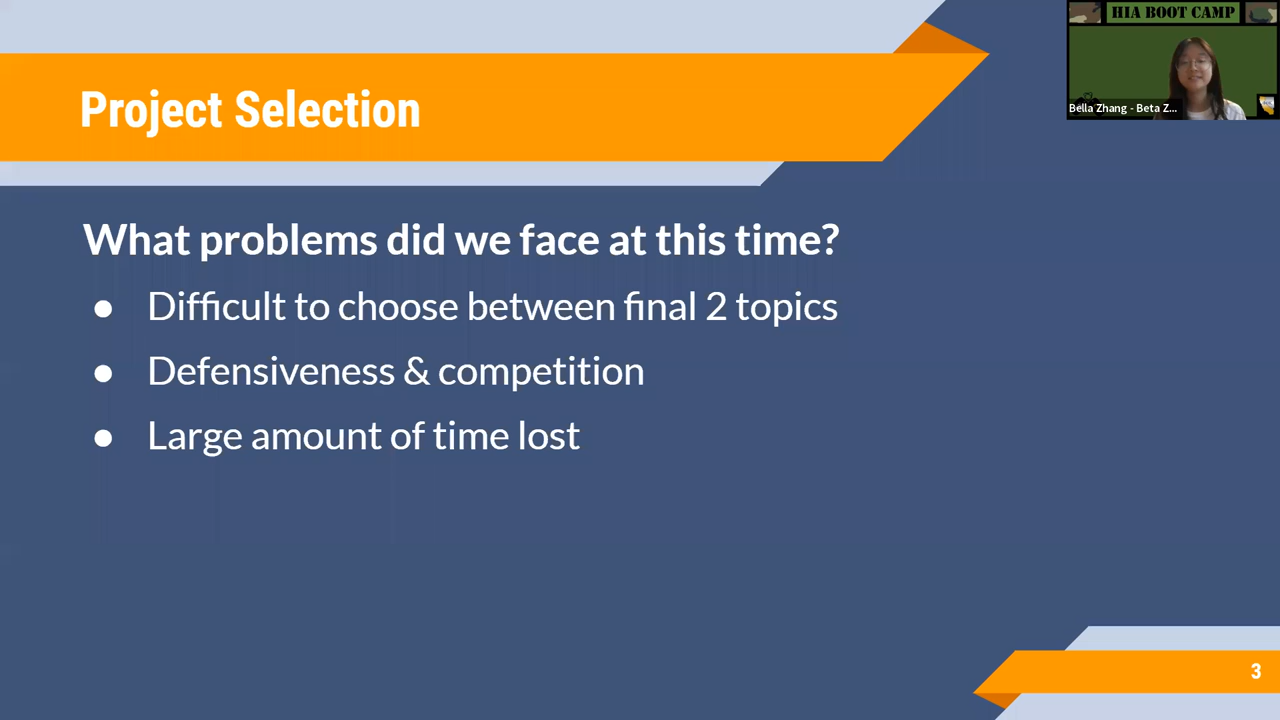 HIA BOOT CAMP
Bella Zhang - Beta Z...
Project Selection
What problems did we face at this time?
● Difficult to choose between final 2 topics
● Defensiveness & competition
● Large amount of time lost
3